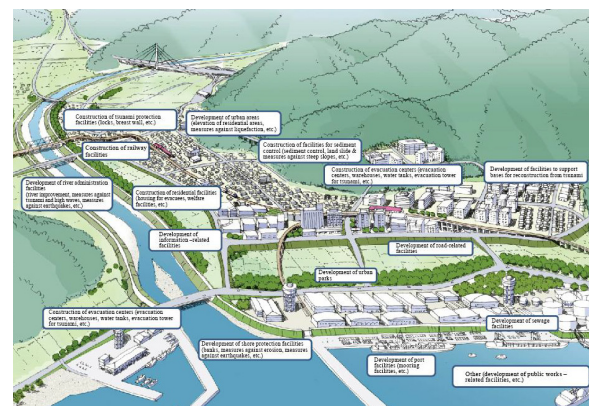 Construction of tsunami protection
facilities (locks, breast wall, etc.)
Development of urban areas
(elevation of residential areas,
measures against liquefaction, etc.)
Construction of railway
facilities
Construction of facilities for sediment
control (sediment control, land slide &
measures against steep slopes, etc.)
Construction of evacuation centers (evacuation
centers, warehouses, water tanks, evacuation tower
for tsunami, etc.)
Development of facilities to support
bases for reconstruction from tsunami
Development of river administration
facilities
(river improvement, measures against
tsunami and high waves, measures
against earthquakes, etc.)
Construction of residential facilities
(housing for evacuees, welfare
facilities, etc.)
Development of
information –related
facilities
Development of road-related
facilities
Development of urban
parks
Construction of evacuation centers (evacuation
centers, warehouses, water tanks, evacuation tower
for tsunami, etc.)
Development of shore protection facilities
(banks, measures against erosion, measures
against earthquakes, etc.)
Development of sewage
facilities
Development of port
facilities (mooring
facilities, etc.)
Other (development of public works –
related facilities, etc.)